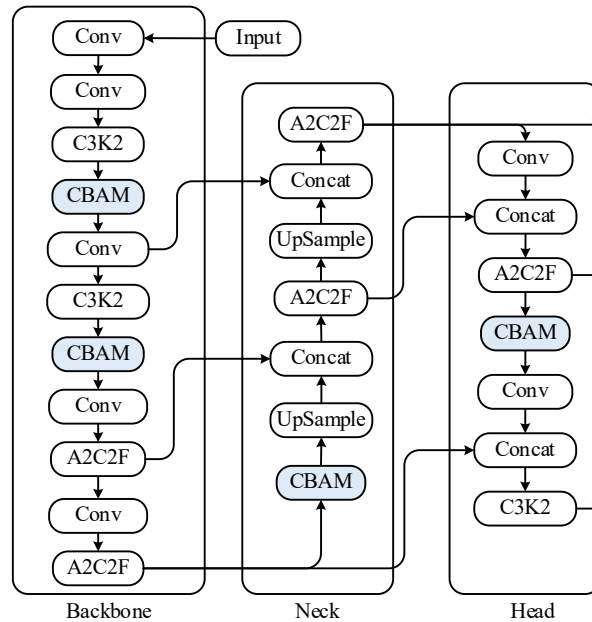 Conv
Input
Conv
C3K2
CBAM
Conv
C3K2
CBAM
Conv
A2C2F
Conv
A2C2F
Backbone
A2C2F
Concat
UpSample
A2C2F
Concat
UpSample
CBAM
Neck
Conv
Concat
A2C2F
CBAM
Conv
Concat
C3K2
Head